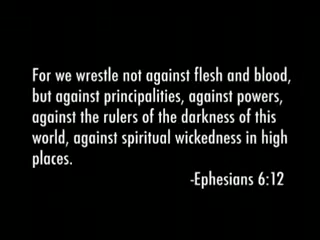 For we wrestle not against flesh and blood,
but against principalities, against powers,
against the rulers of the darkness of this
world, against spiritual wickedness in high
places.
-Ephesians 6:12